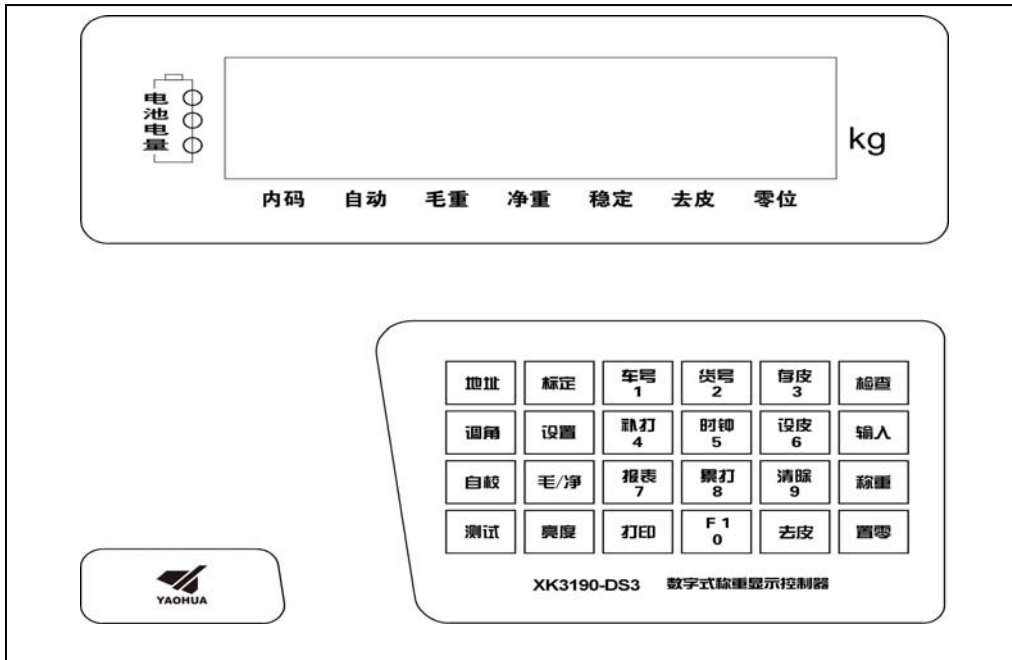 电池电量
kg
内码 自动 毛重 净重 稳定 去皮 零位
地址 标定 车号 1 货号 2 存皮 3 检查
调角 设置 补打 4 时钟 5 设皮 6 输入
自校 毛/净 报表 7 累打 8 清除 9 称重
测试 亮度 打印 F 1 0 去皮 置零
XK3190-DS3 数字式称重显示控制器
YAOHUA